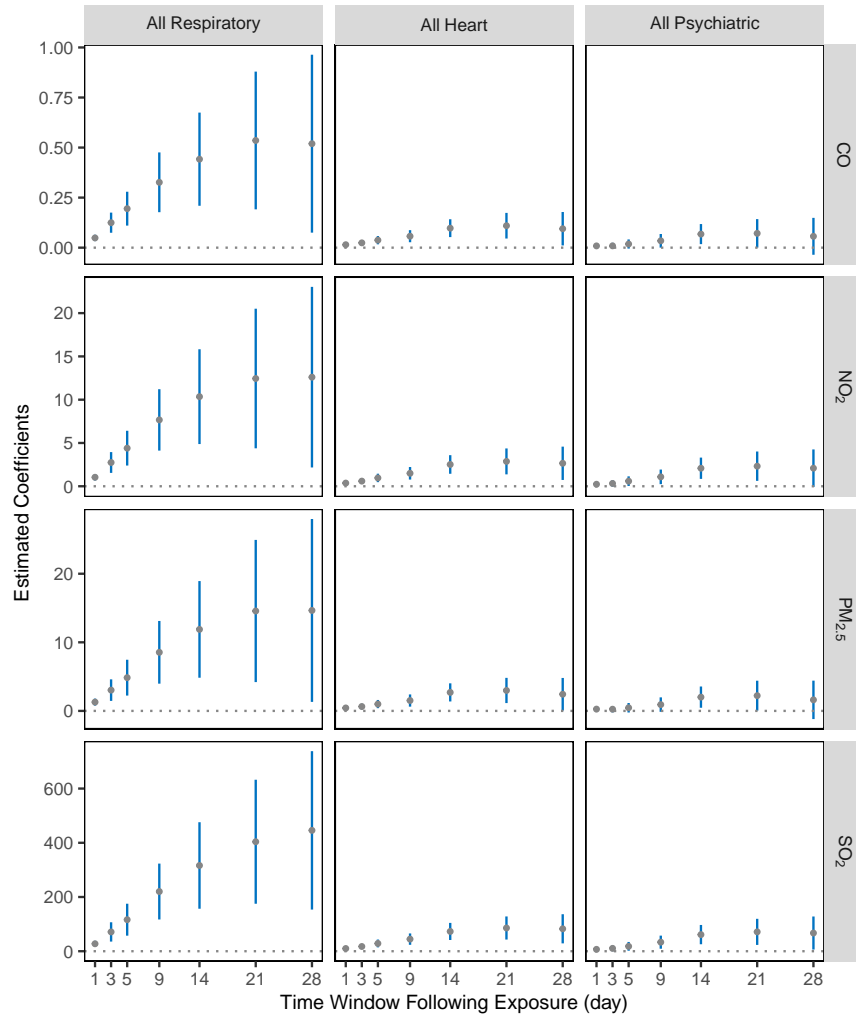 All Respiratory All Heart All Psychiatric
1.00
0.75
0.50
0.25
0.00
CO
20
15
10
5
0
NO₂
20
10
0
PM₂.₅
600
400
200
0
SO₂
Estimated Coefficients
1 3 5 9 14 21 28 1 3 5 9 14 21 28 1 3 5 9 14 21 28
Time Window Following Exposure (day)